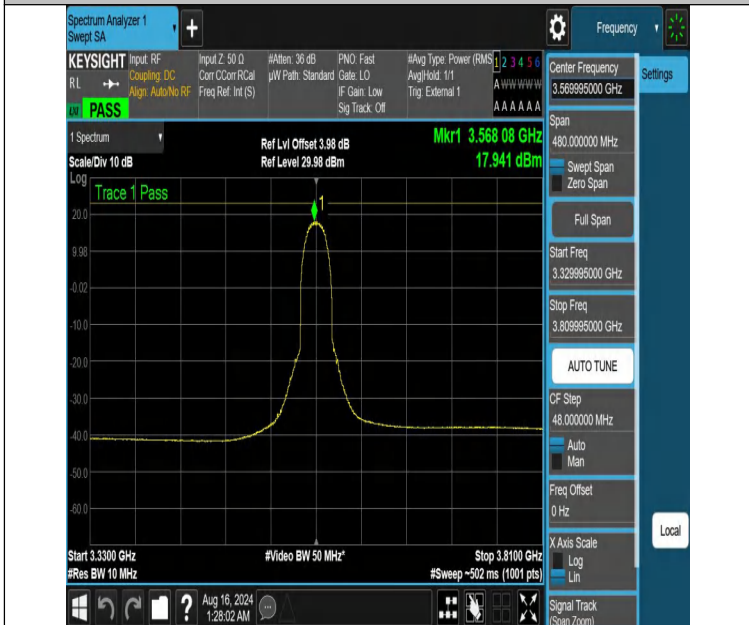 Spectrum Analyzer 1
Swept SA
+
Frequency
KEYSIGHT
RL
PASS
Input: RF
Coupling: DC
Align: Auto/No RF
Input Z: 50 Ω
Corr CCorr RCal
Freq Ref: Int (S)
#Atten: 36 dB
µW Path: Standard
PNO: Fast
Gate: LO
IF Gain: Low
Sig Track: Off
#Avg Type: Power (RMS
Avg|Hold: 1/1
Trig: External 1
1 2 3 4 5 6
A W W W W W
A A A A A A
1 Spectrum
Scale/Div 10 dB
Ref Lvl Offset 3.98 dB
Ref Level 29.98 dBm
Mkr1 3.568 08 GHz
17.941 dBm
Log
Trace 1 Pass
1
20.0
9.98
-0.02
-10.0
-20.0
-30.0
-40.0
-50.0
-60.0
Start 3.3300 GHz
#Video BW 50 MHz*
Stop 3.8100 GHz
#Res BW 10 MHz
#Sweep ~502 ms (1001 pts)
?
Aug 16, 2024
1:28:02 AM
Center Frequency
3.569995000 GHz
Settings
Span
480.000000 MHz
Swept Span
Zero Span
Full Span
Start Freq
3.329995000 GHz
Stop Freq
3.809995000 GHz
AUTO TUNE
CF Step
48.000000 MHz
Auto
Man
Freq Offset
0 Hz
X Axis Scale
Log
Lin
Local
Signal Track
(Span Zoom)